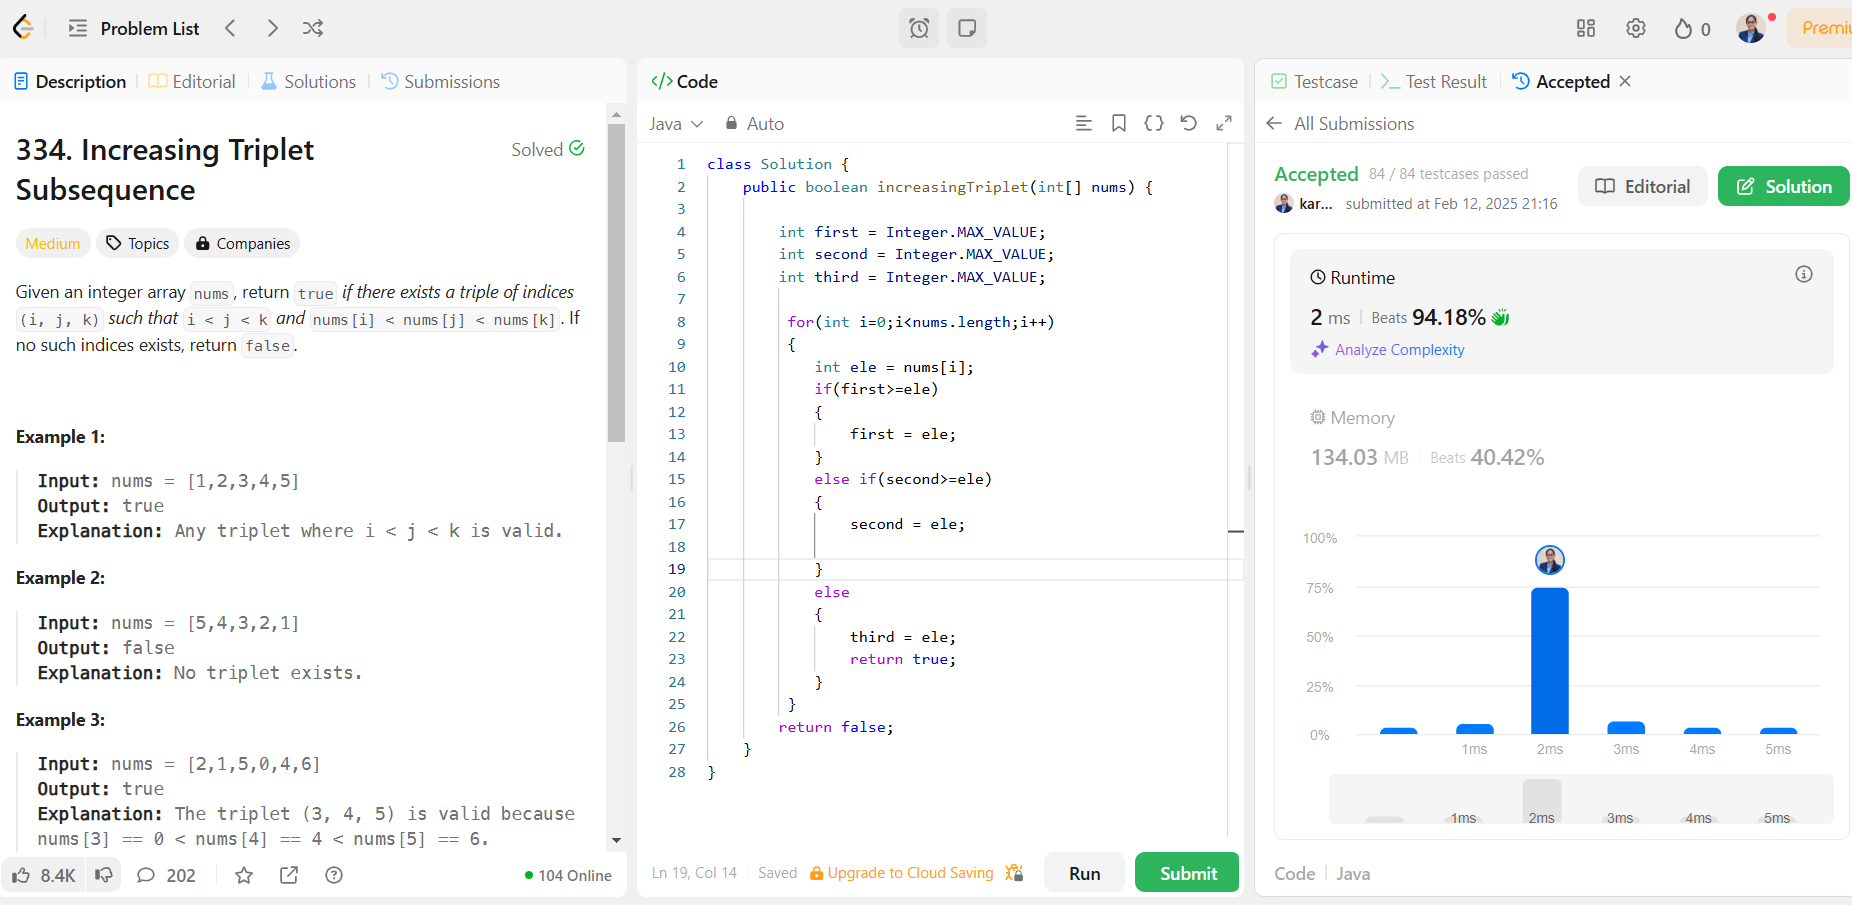 Problem List
0
Premiu
Description
Editorial
Solutions
Submissions
334. Increasing Triplet
Subsequence
Solved
Medium
Topics
Companies
Given an integer array nums, return true if there exists a triple of indices
(i, j, k) such that i < j < k and nums[i] < nums[j] < nums[k]. If
no such indices exists, return false.
Example 1:
Input: nums = [1,2,3,4,5]
Output: true
Explanation: Any triplet where i < j < k is valid.
Example 2:
Input: nums = [5,4,3,2,1]
Output: false
Explanation: No triplet exists.
Example 3:
Input: nums = [2,1,5,0,4,6]
Output: true
Explanation: The triplet (3, 4, 5) is valid because
nums[3] == 0 < nums[4] == 4 < nums[5] == 6.
8.4K
202
104 Online
</> Code
Java
Auto
1 class Solution {
2 public boolean increasingTriplet(int[] nums) {
3
4 int first = Integer.MAX_VALUE;
5 int second = Integer.MAX_VALUE;
6 int third = Integer.MAX_VALUE;
7
8 for(int i=0;i<nums.length;i++)
9 {
10 int ele = nums[i];
11 if(first>=ele)
12 {
13 first = ele;
14 }
15 else if(second>=ele)
16 {
17 second = ele;
18
19 }
20 else
21 {
22 third = ele;
23 return true;
24 }
25 }
26 return false;
27 }
28 }
Ln 19, Col 14
Saved
Upgrade to Cloud Saving
Run
Submit
Testcase
Test Result
Accepted
All Submissions
Accepted 84 / 84 testcases passed
kar... submitted at Feb 12, 2025 21:16
Editorial
Solution
Runtime
2 ms Beats 94.18%
Analyze Complexity
Memory
134.03 MB Beats 40.42%
100%
75%
50%
25%
0%
1ms 2ms 3ms 4ms 5ms
1ms 2ms 3ms 4ms 5ms
Code
Java